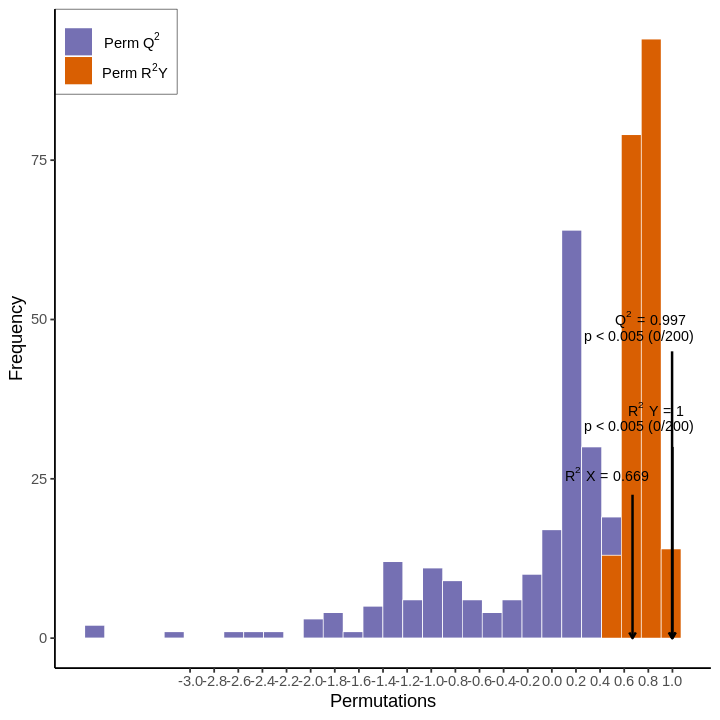 Perm Q²
Perm R²Y
75
50
25
0
Frequency
Q² = 0.997
p < 0.005 (0/200)
R² Y = 1
p < 0.005 (0/200)
R² X = 0.669
-3.0 -2.8 -2.6 -2.4 -2.2 -2.0 -1.8 -1.6 -1.4 -1.2 -1.0 -0.8 -0.6 -0.4 -0.2 0.0 0.2 0.4 0.6 0.8 1.0
Permutations